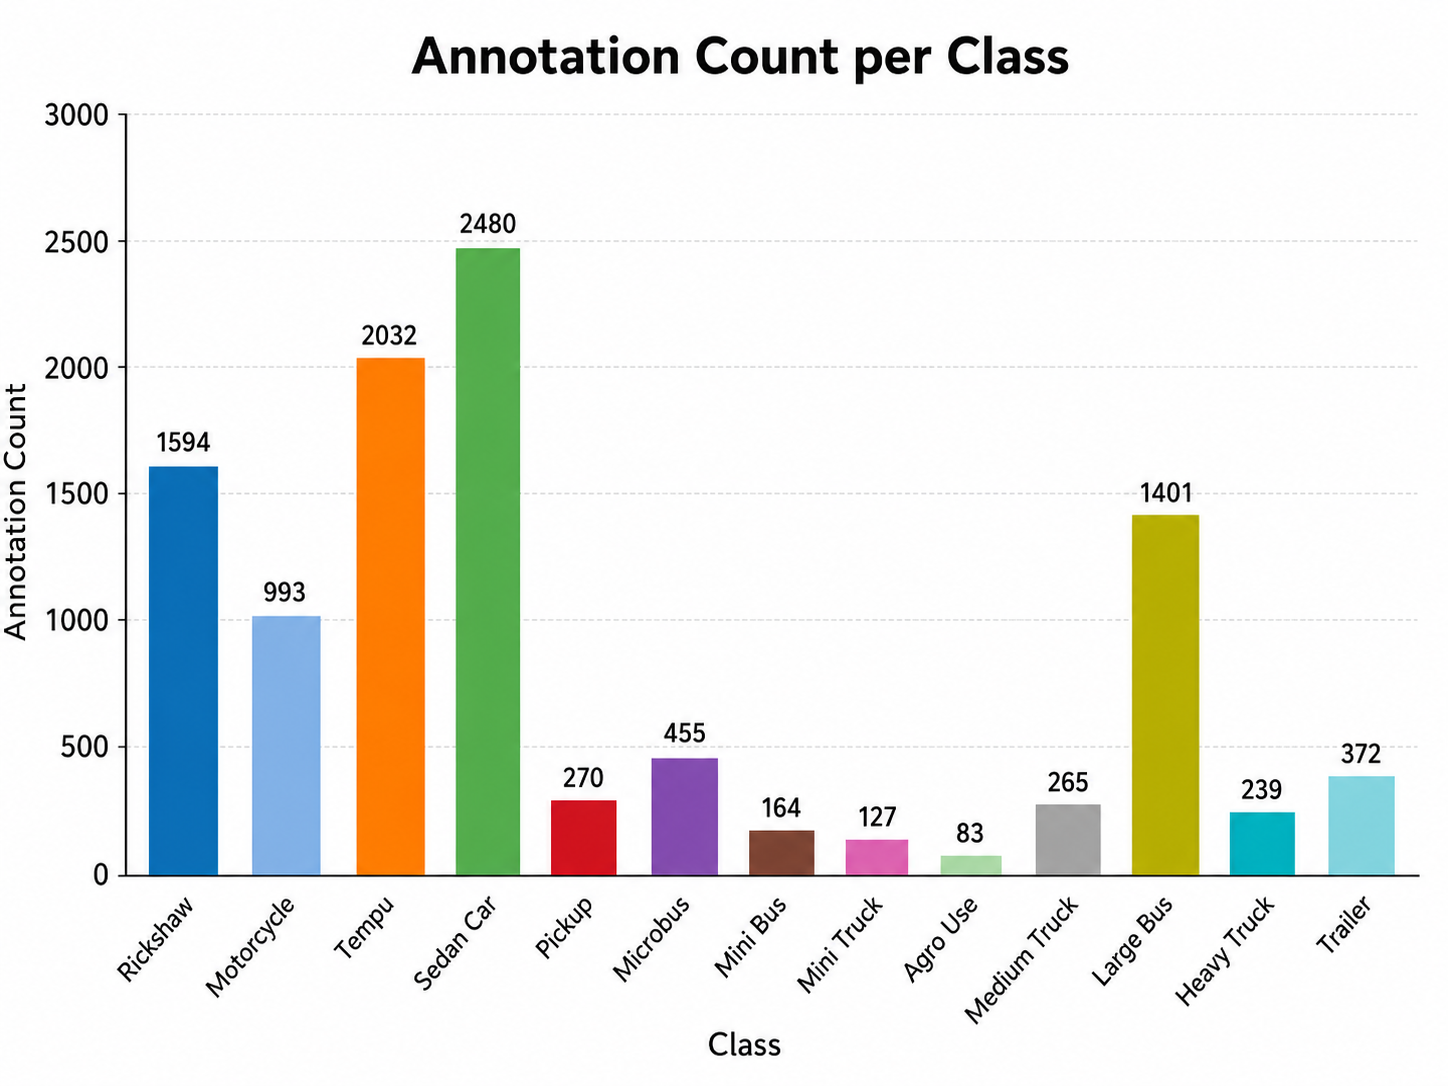 Annotation Count per Class
3000
2500
2000
1500
1000
500
0
Annotation Count
1594
993
2032
2480
270
455
164
127
83
265
1401
239
372
Rickshaw
Motorcycle
Tempu
Sedan Car
Pickup
Microbus
Mini Bus
Mini Truck
Agro Use
Medium Truck
Large Bus
Heavy Truck
Trailer
Class